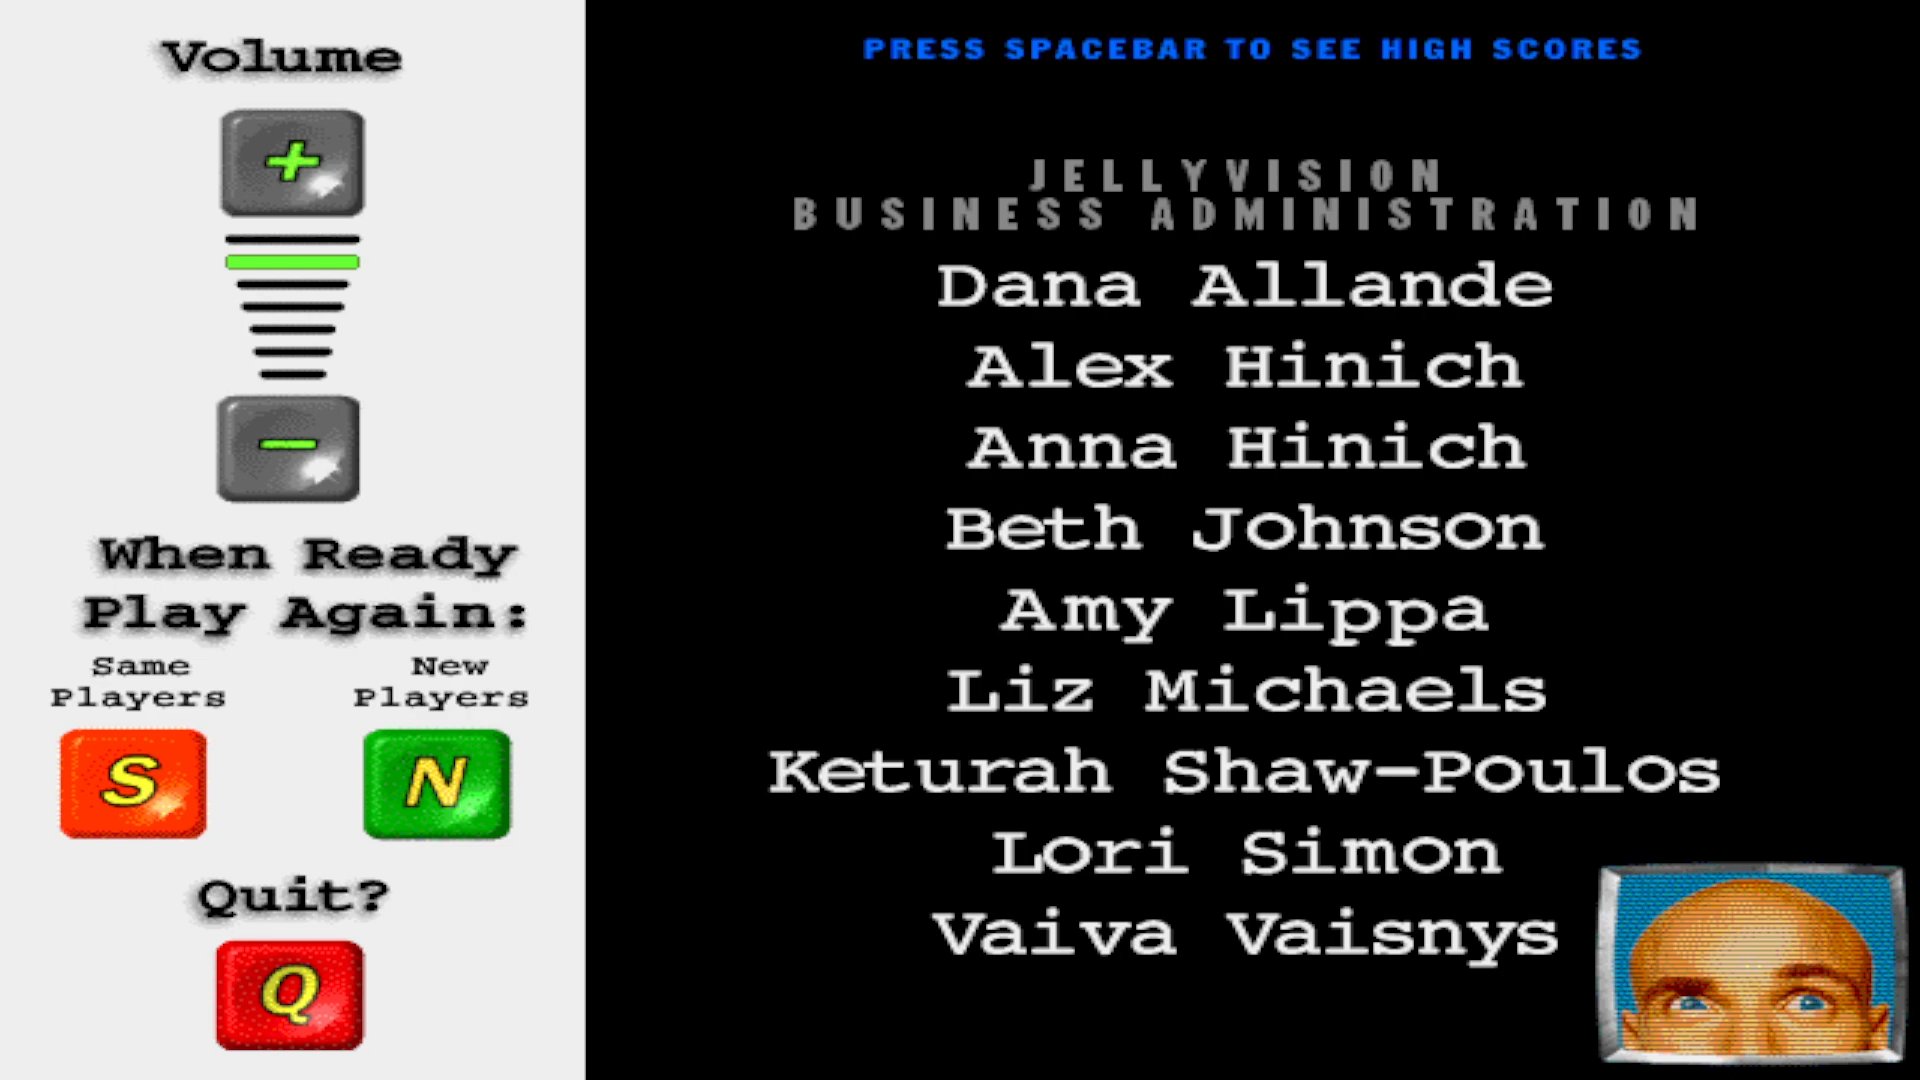 Volume
+
-
When Ready
Play Again:
Same
Players
New
Players
S
N
Quit?
Q
PRESS SPACEBAR TO SEE HIGH SCORES
JELLYVISION
BUSINESS ADMINISTRATION
Dana Allande
Alex Hinich
Anna Hinich
Beth Johnson
Amy Lippa
Liz Michaels
Keturah Shaw-Poulos
Lori Simon
Vaiva Vaisnys